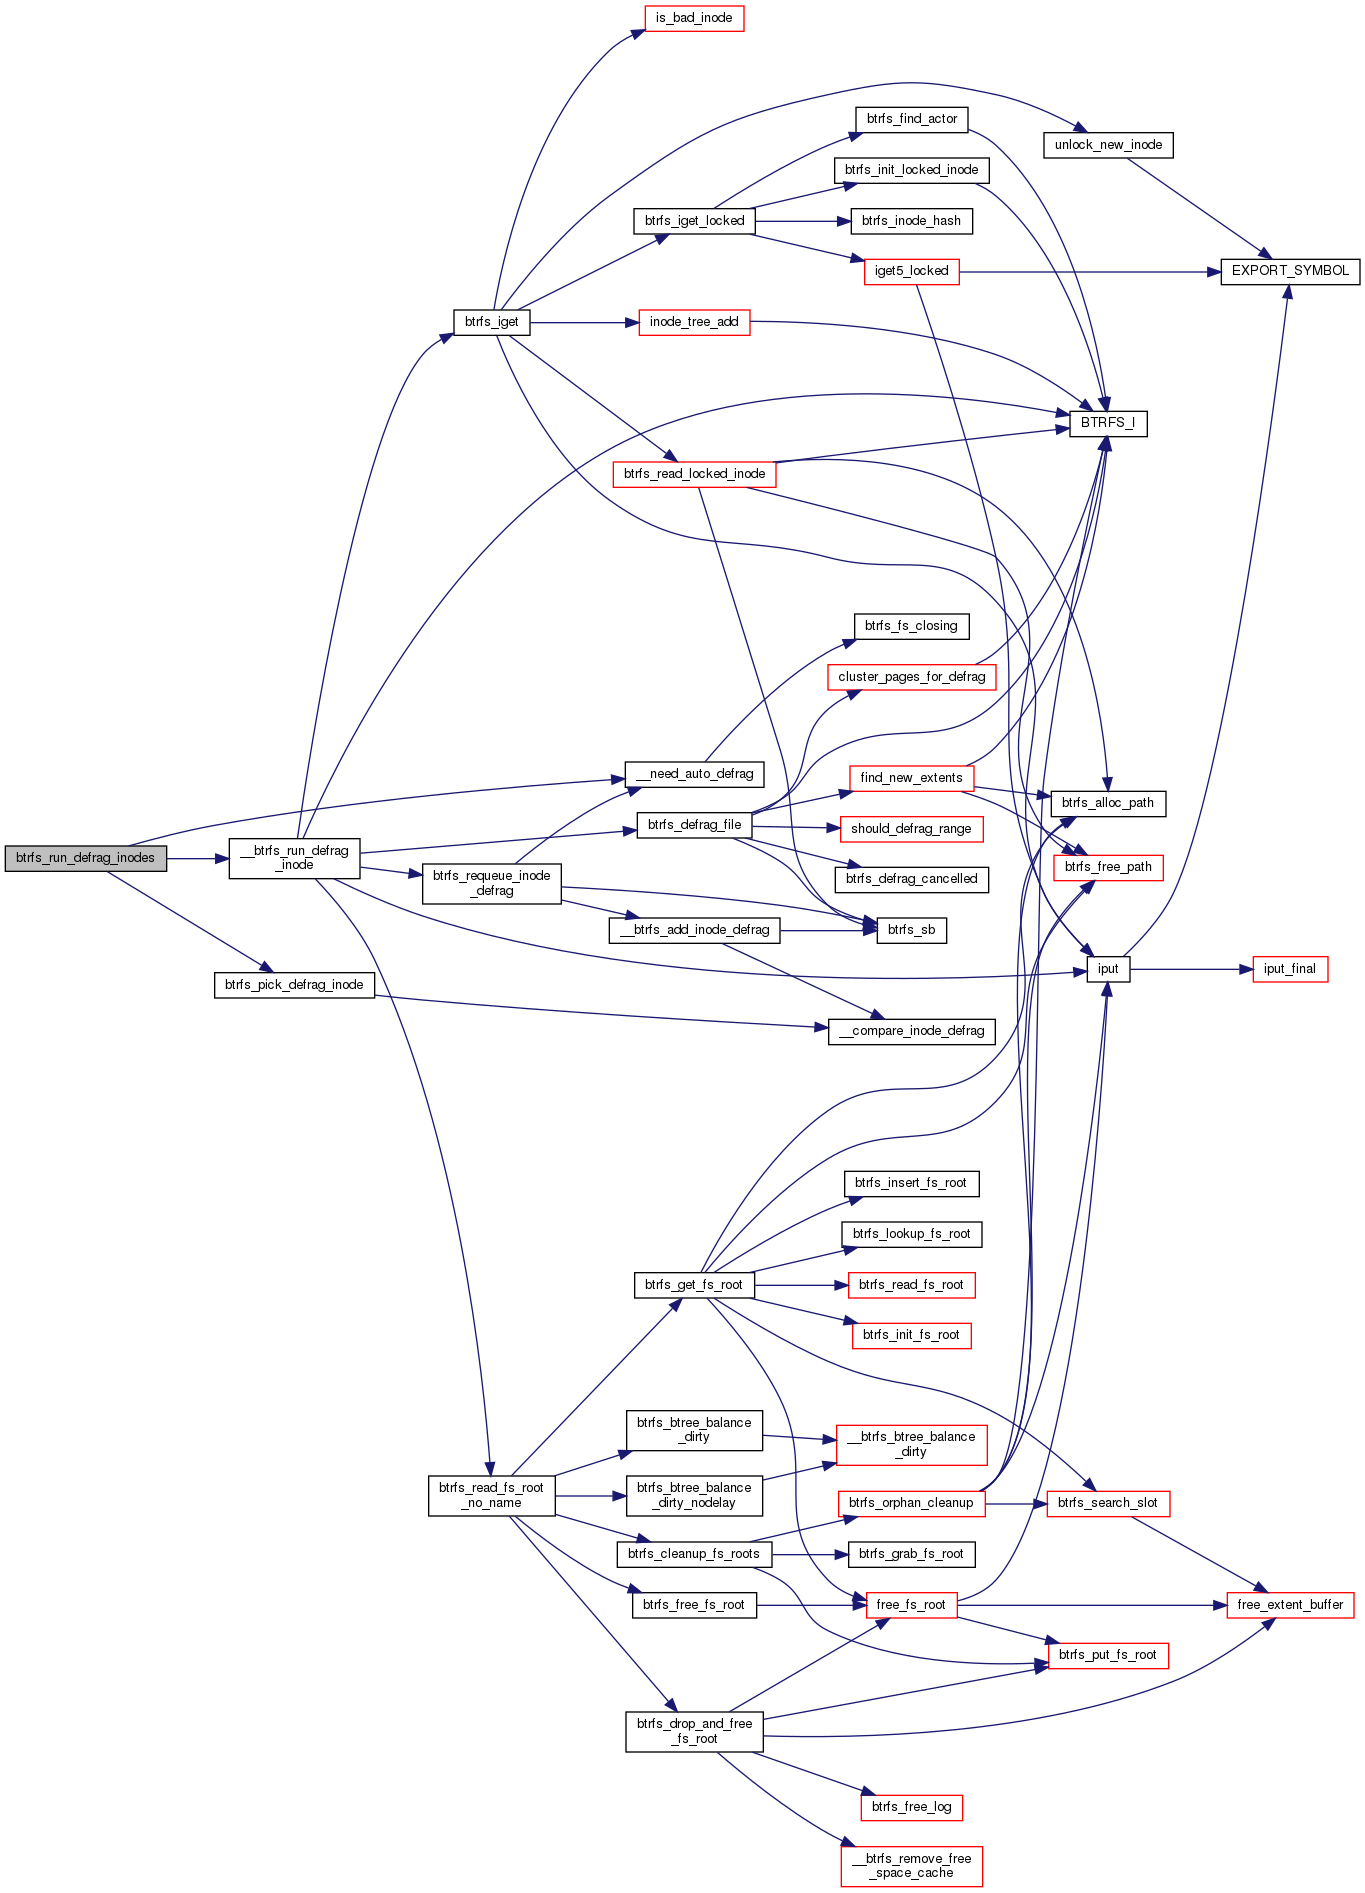 is_bad_inode
btrfs_find_actor
unlock_new_inode
btrfs_init_locked_inode
btrfs_iget_locked
btrfs_inode_hash
iget5_locked
EXPORT_SYMBOL
btrfs_iget
inode_tree_add
BTRFS_I
btrfs_read_locked_inode
btrfs_fs_closing
cluster_pages_for_defrag
__need_auto_defrag
find_new_extents
btrfs_alloc_path
btrfs_defrag_file
should_defrag_range
btrfs_run_defrag_inodes
__btrfs_run_defrag
_inode
btrfs_free_path
btrfs_requeue_inode
_defrag
btrfs_defrag_cancelled
__btrfs_add_inode_defrag
btrfs_sb
btrfs_pick_defrag_inode
iput
iput_final
__compare_inode_defrag
btrfs_insert_fs_root
btrfs_lookup_fs_root
btrfs_get_fs_root
btrfs_read_fs_root
btrfs_init_fs_root
btrfs_btree_balance
_dirty
__btrfs_btree_balance
_dirty
btrfs_read_fs_root
_no_name
btrfs_btree_balance
_dirty_nodelay
btrfs_orphan_cleanup
btrfs_search_slot
btrfs_cleanup_fs_roots
btrfs_grab_fs_root
btrfs_free_fs_root
free_fs_root
free_extent_buffer
btrfs_put_fs_root
btrfs_drop_and_free
_fs_root
btrfs_free_log
__btrfs_remove_free
_space_cache